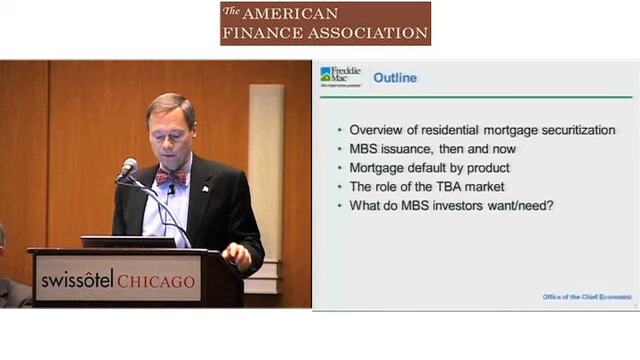 The AMERICAN
FINANCE ASSOCIATION
Freddie
Mac
Outline
• Overview of residential mortgage securitization
• MBS issuance, then and now
• Mortgage default by product
• The role of the TBA market
• What do MBS investors want/need?
swissôtel CHICAGO
Office of the Chief Economist